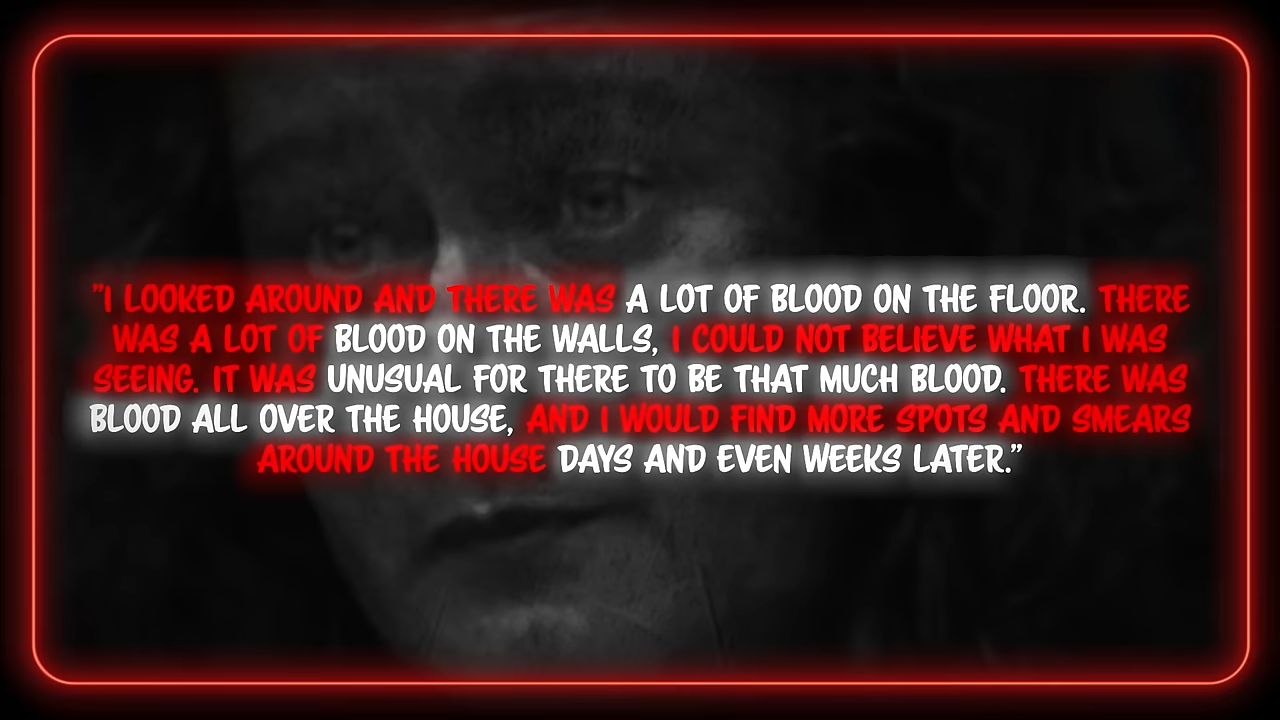 "I LOOKED AROUND AND THERE WAS A LOT OF BLOOD ON THE FLOOR. THERE
WAS A LOT OF BLOOD ON THE WALLS, I COULD NOT BELIEVE WHAT I WAS
SEEING. IT WAS UNUSUAL FOR THERE TO BE THAT MUCH BLOOD. THERE WAS
BLOOD ALL OVER THE HOUSE, AND I WOULD FIND MORE SPOTS AND SMEARS
AROUND THE HOUSE DAYS AND EVEN WEEKS LATER."